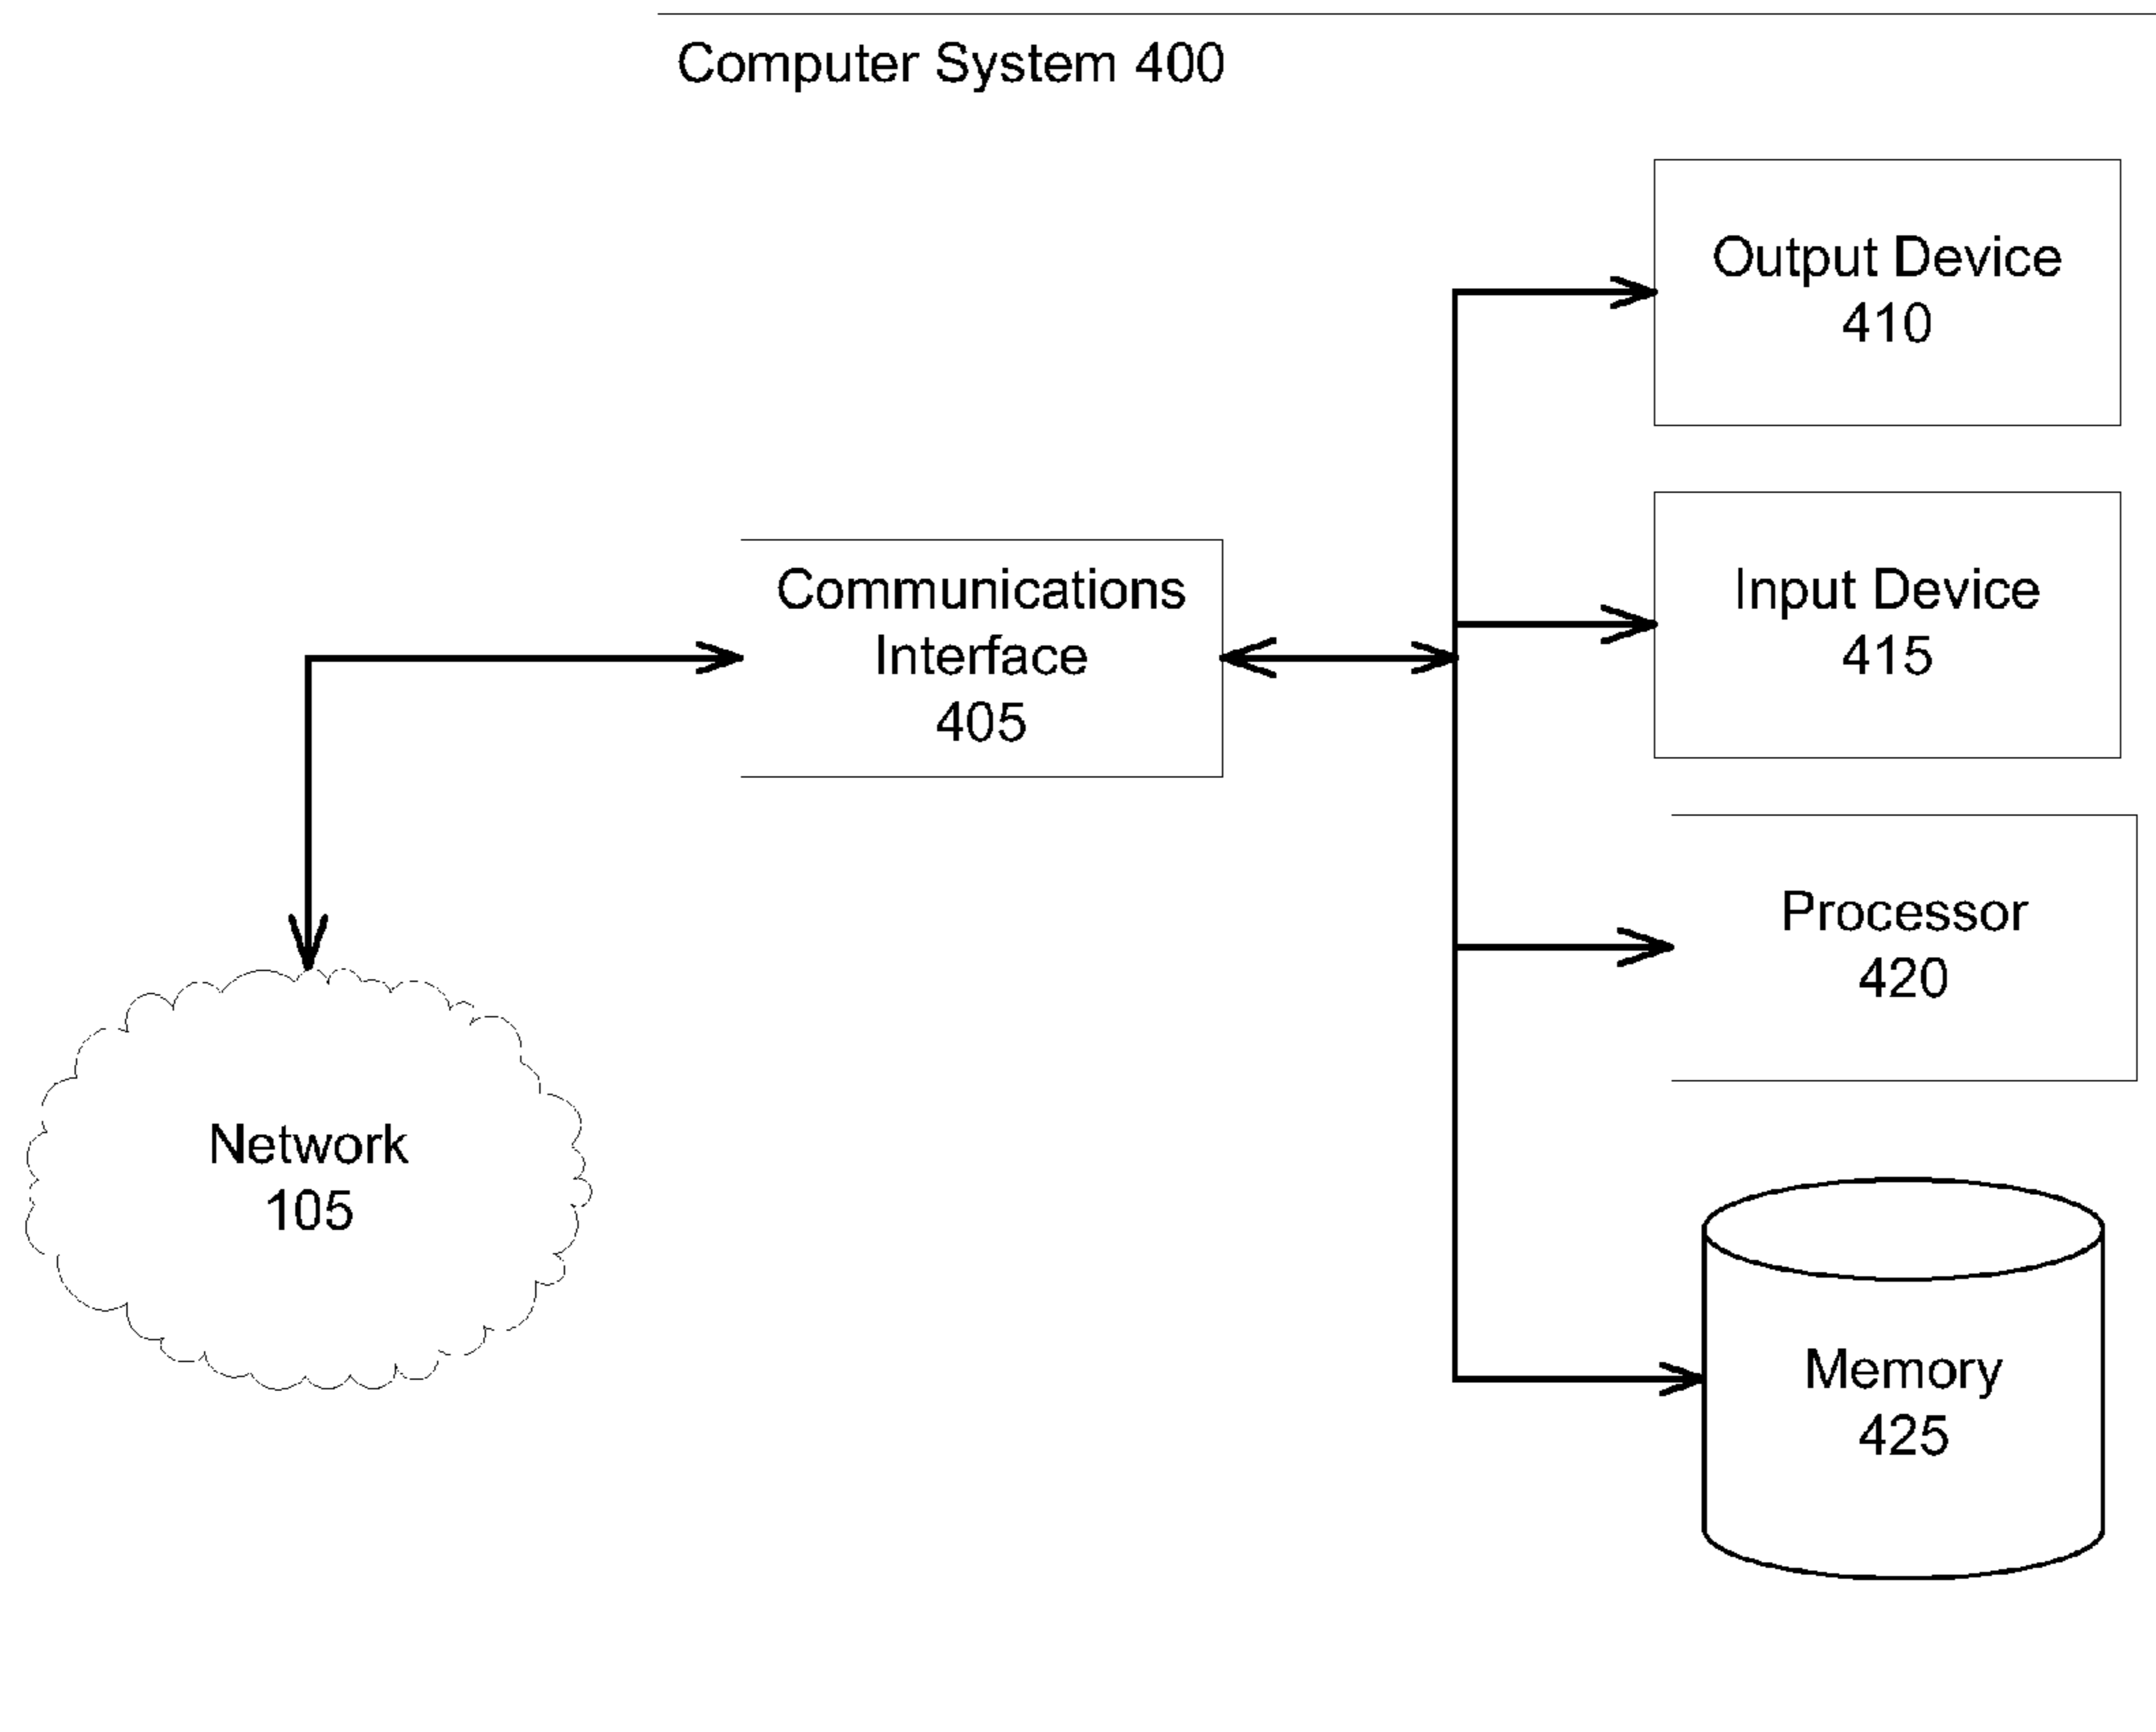 Computer System 400
Output Device
410
Communications
Interface
405
Input Device
415
Processor
420
Network
105
Memory
425